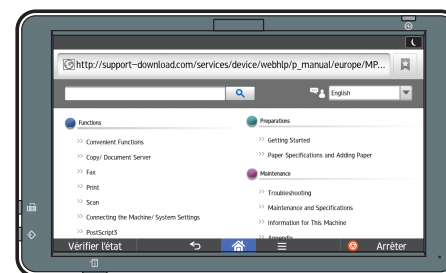 http://support-download.com/services/device/webhlp/p_manual/europe/MP...
English
Functions
>> Convenient Functions
>> Copy/ Document Server
>> Fax
>> Print
>> Scan
>> Connecting the Machine/ System Settings
>> PostScript3
Preparations
>> Getting Started
>> Paper Specifications and Adding Paper
Maintenance
>> Troubleshooting
>> Maintenance and Specifications
>> Information for This Machine
>> Appendix
Vérifier l'état
Arrêter